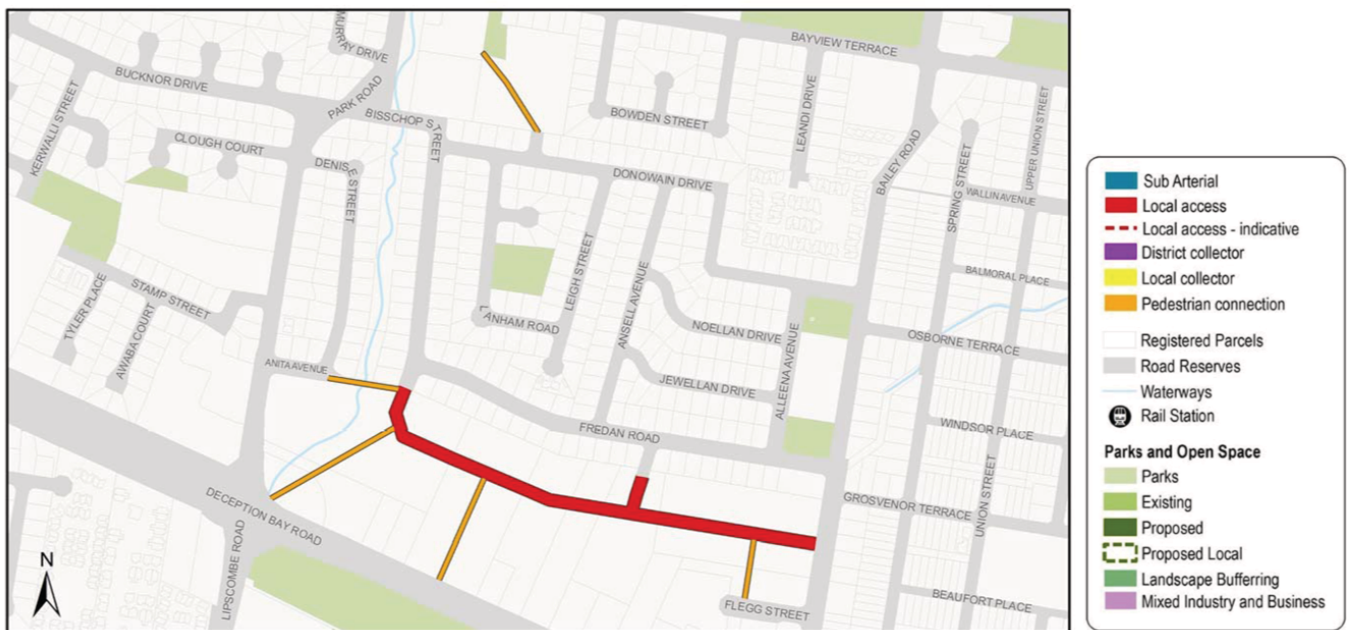 MURRAY DRIVE
BAYVIEW TERRACE
BUCKNOR DRIVE
PARK ROAD
KERWALLI STREET
CLOUGH COURT
BISSCHOP STREET
BOWDEN STREET
LEANDI DRIVE
BAILEY ROAD
SPRING STREET
UPPER UNION STREET
WALLIN AVENUE
DENISE STREET
DONOWAIN DRIVE
BALMORAL PLACE
STAMP STREET
TYLER PLACE
AWABA COURT
LANHAM ROAD
LEIGH STREET
ANSELL AVENUE
NOELLAN DRIVE
JEWELLAN DRIVE
ALLEENA AVENUE
OSBORNE TERRACE
ANITA AVENUE
FREDAN ROAD
WINDSOR PLACE
UNION STREET
GROSVENOR TERRACE
DECEPTION BAY ROAD
LIPSCOMBE ROAD
FLEGG STREET
BEAUFORT PLACE
N
Sub Arterial
Local access
Local access - indicative
District collector
Local collector
Pedestrian connection
Registered Parcels
Road Reserves
Waterways
Rail Station
Parks and Open Space
Parks
Existing
Proposed
Proposed Local
Landscape Bufferring
Mixed Industry and Business